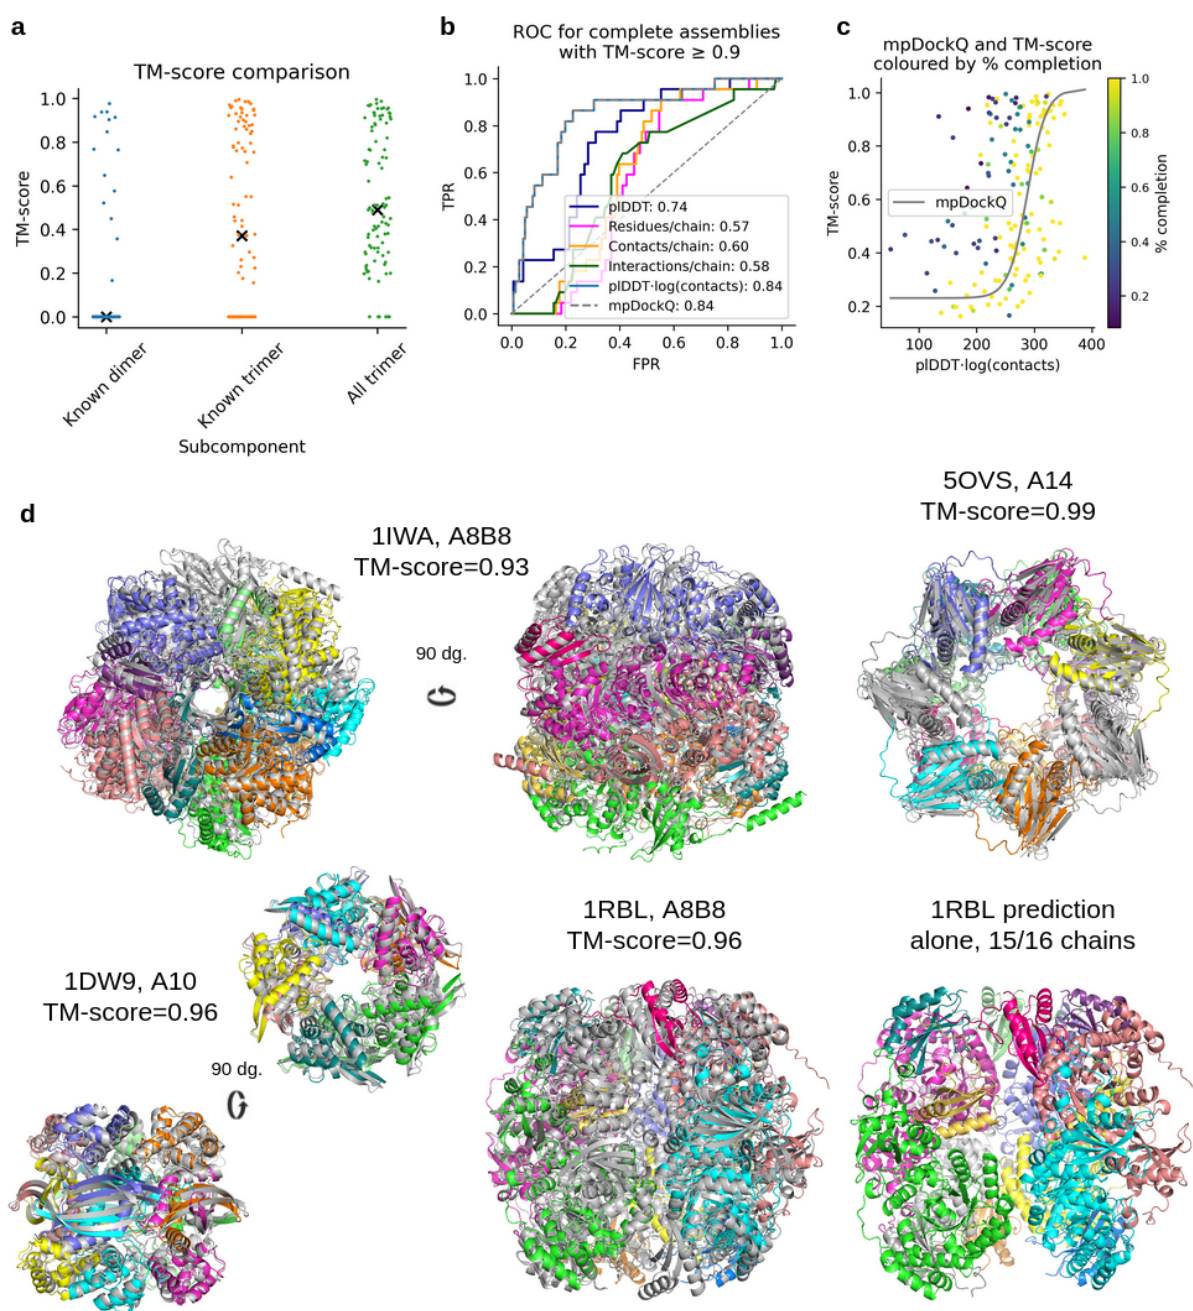 a
TM-score comparison
TM-score
1.0
0.8
0.6
0.4
0.2
0.0
Known dimer
Known trimer
All trimer
Subcomponent
b
ROC for complete assemblies
with TM-score ≥ 0.9
TPR
1.0
0.8
0.6
0.4
0.2
0.0
plDDT: 0.74
Residues/chain: 0.57
Contacts/chain: 0.60
Interactions/chain: 0.58
plDDT·log(contacts): 0.84
mpDockQ: 0.84
0.0 0.2 0.4 0.6 0.8 1.0
FPR
c
mpDockQ and TM-score
coloured by % completion
TM-score
1.0
0.8
0.6
0.4
0.2
mpDockQ
100 200 300 400
plDDT·log(contacts)
1.0
0.8
0.6
0.4
0.2
% completion
d
1IWA, A8B8
TM-score=0.93
90 dg.
5OVS, A14
TM-score=0.99
1DW9, A10
TM-score=0.96
90 dg.
1RBL, A8B8
TM-score=0.96
1RBL prediction
alone, 15/16 chains